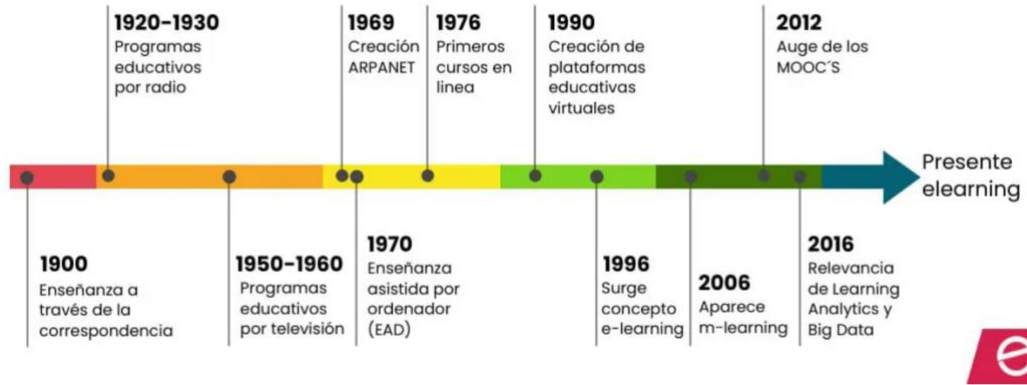 1920-1930
Programas
educativos
por radio
1969
Creación
ARPANET
1976
Primeros
cursos en
linea
1990
Creación de
plataformas
educativas
virtuales
2012
Auge de los
MOOC´S
Presente
elearning
1900
Enseñanza a
través de la
correspondencia
1950-1960
Programas
educativos
por televisión
1970
Enseñanza
asistida por
ordenador
(EAD)
1996
Surge
concepto
e-learning
2006
Aparece
m-learning
2016
Relevancia
de Learning
Analytics y
Big Data
e